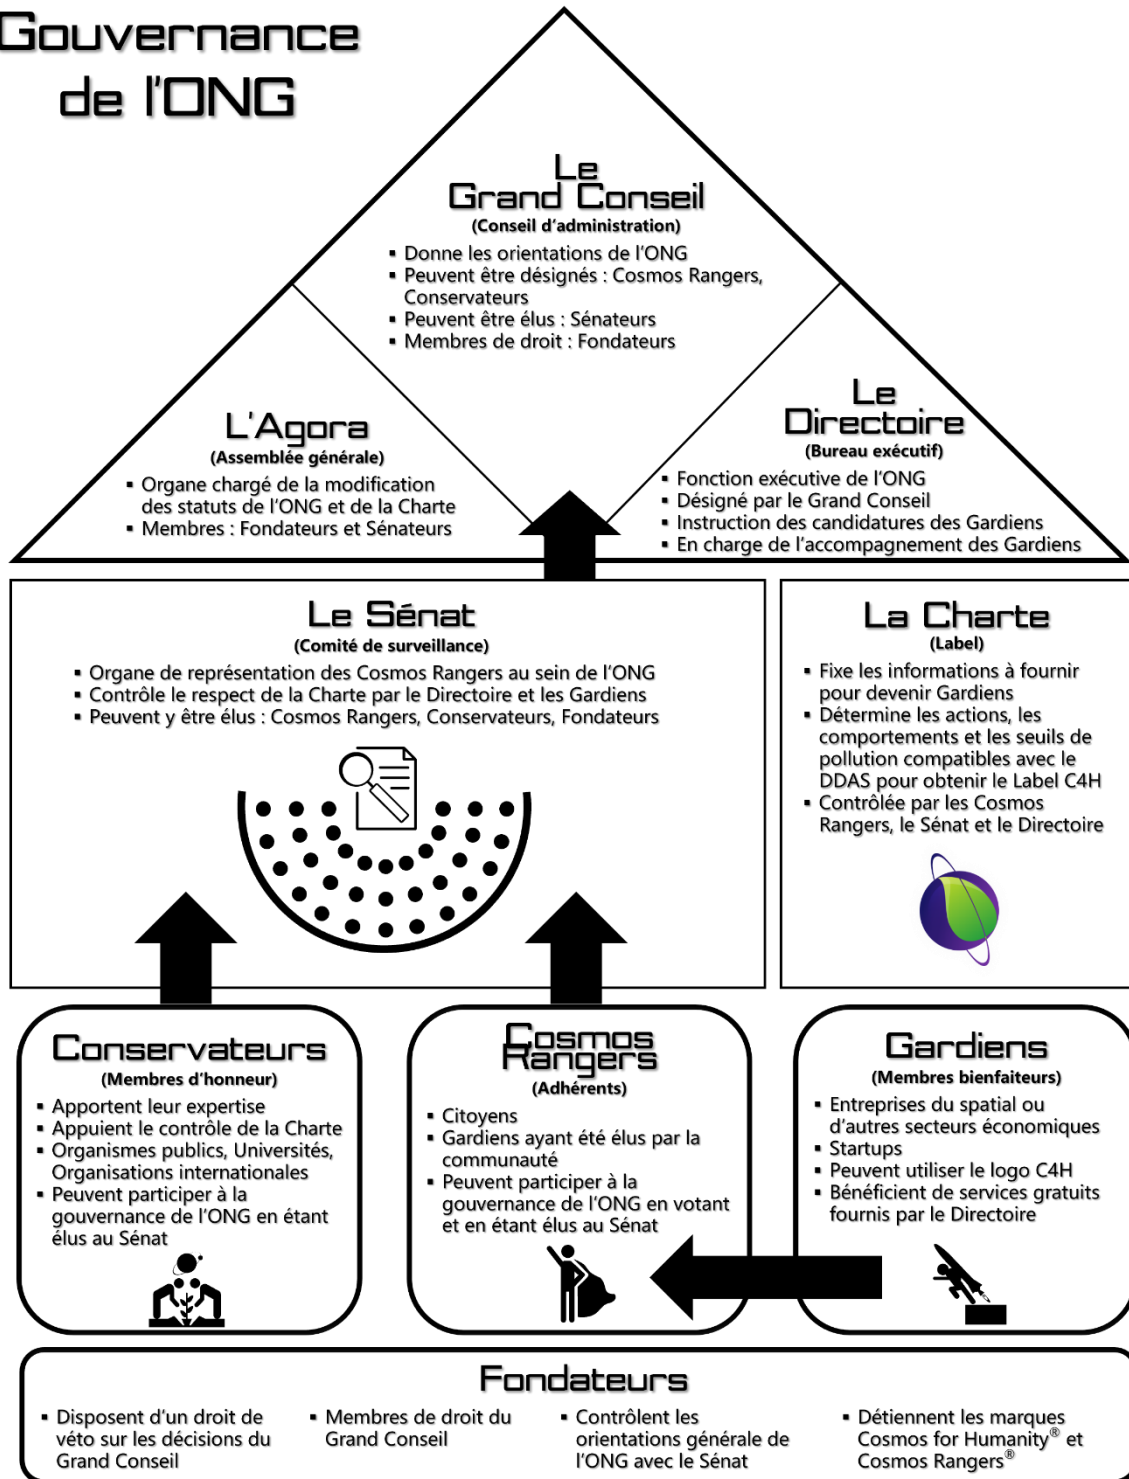 Gouvernance
de l'ONG
Le
Grand Conseil
(Conseil d'administration)
▪ Donne les orientations de l'ONG
▪ Peuvent être désignés : Cosmos Rangers,
Conservateurs
▪ Peuvent être élus : Sénateurs
▪ Membres de droit : Fondateurs
L'Agora
(Assemblée générale)
▪ Organe chargé de la modification
des statuts de l'ONG et de la Charte
▪ Membres : Fondateurs et Sénateurs
Le
Directoire
(Bureau exécutif)
▪ Fonction exécutive de l'ONG
▪ Désigné par le Grand Conseil
▪ Instruction des candidatures des Gardiens
▪ En charge de l'accompagnement des Gardiens
Le Sénat
(Comité de surveillance)
▪ Organe de représentation des Cosmos Rangers au sein de l'ONG
▪ Contrôle le respect de la Charte par le Directoire et les Gardiens
▪ Peuvent y être élus : Cosmos Rangers, Conservateurs, Fondateurs
La Charte
(Label)
▪ Fixe les informations à fournir
pour devenir Gardiens
▪ Détermine les actions, les
comportements et les seuils de
pollution compatibles avec le
DDAS pour obtenir le Label C4H
▪ Contrôlée par les Cosmos
Rangers, le Sénat et le Directoire
Conservateurs
(Membres d'honneur)
▪ Apportent leur expertise
▪ Appuient le contrôle de la Charte
▪ Organismes publics, Universités,
Organisations internationales
▪ Peuvent participer à la
gouvernance de l'ONG en étant
élus au Sénat
Cosmos
Rangers
(Adhérents)
▪ Citoyens
▪ Gardiens ayant été élus par la
communauté
▪ Peuvent participer à la
gouvernance de l'ONG en votant
et en étant élus au Sénat
Gardiens
(Membres bienfaiteurs)
▪ Entreprises du spatial ou
d'autres secteurs économiques
▪ Startups
▪ Peuvent utiliser le logo C4H
▪ Bénéficient de services gratuits
fournis par le Directoire
Fondateurs
▪ Disposent d'un droit de
véto sur les décisions du
Grand Conseil
▪ Membres de droit du
Grand Conseil
▪ Contrôlent les
orientations générale de
l'ONG avec le Sénat
▪ Détiennent les marques
Cosmos for Humanity® et
Cosmos Rangers®